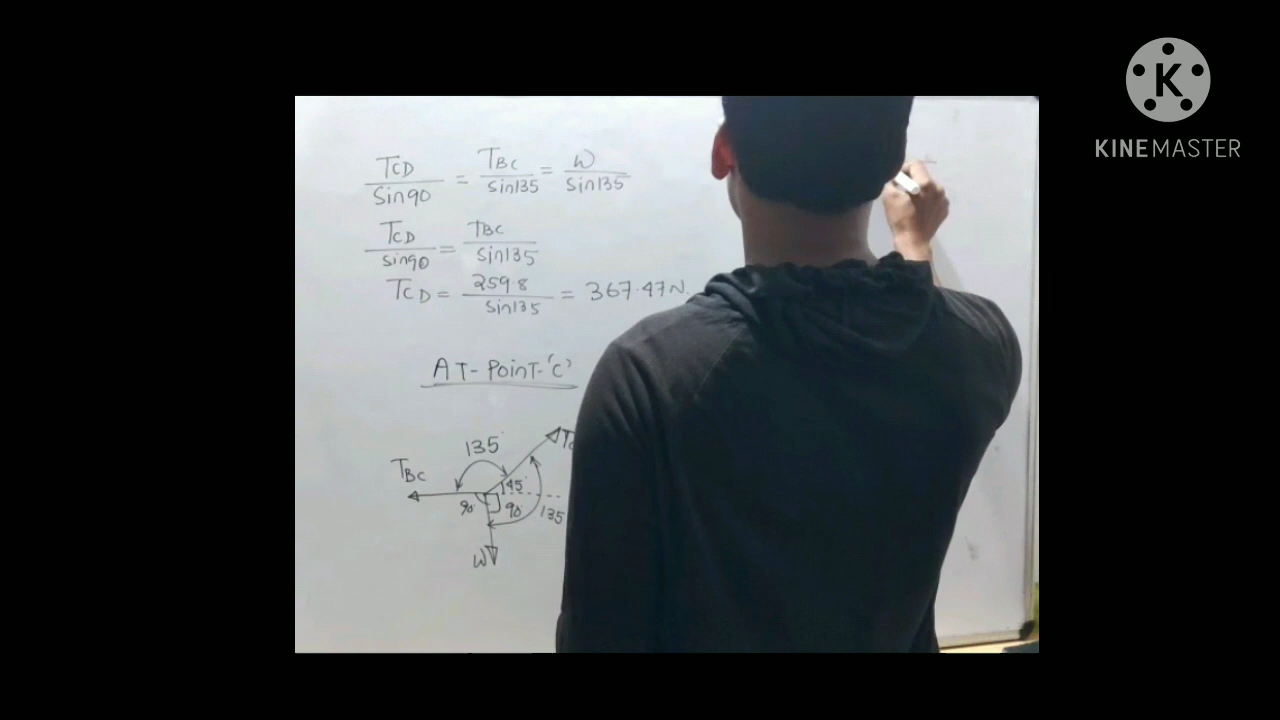 TCD/Sin90 = TBC/sin135 = W/sin135
TCD/sin90 = TBC/sin135
TCD = 259.8/sin135 = 367.47N.
AT-POINT-'C'
135°
TBC
45°
90°
90°
135
W
KINEMASTER